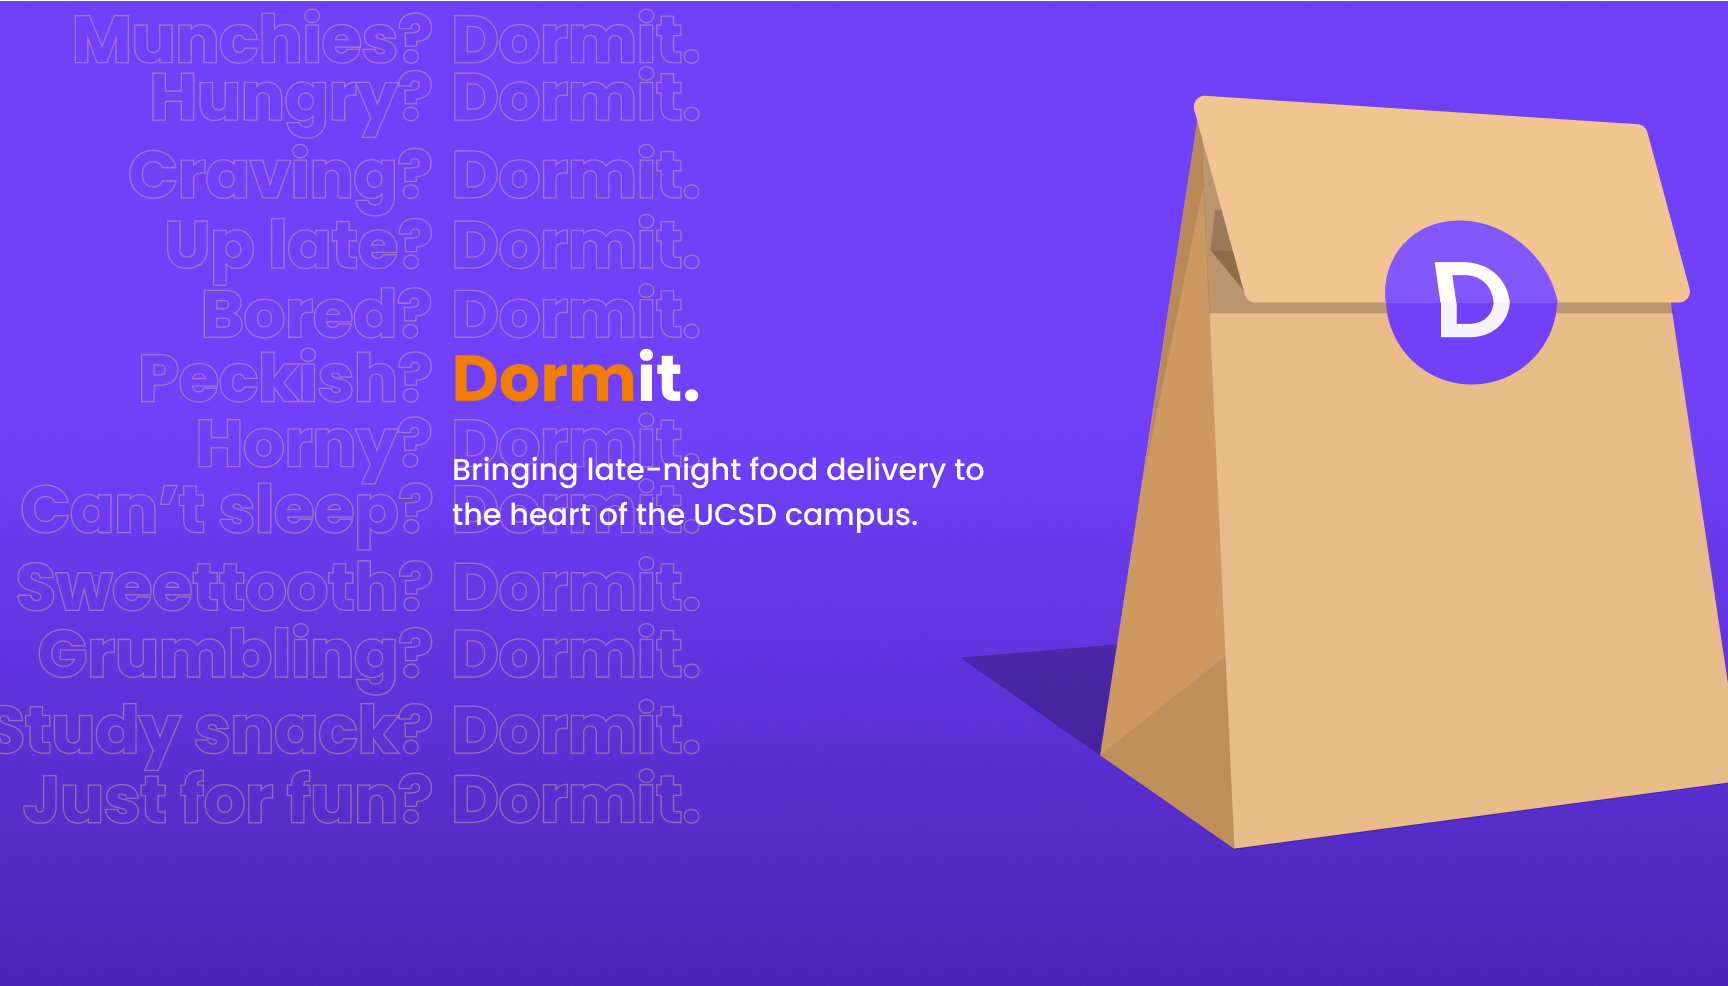 Munchies? Dormit.
Hungry? Dormit.
Craving? Dormit.
Up late? Dormit.
Bored? Dormit.
Peckish? Dormit.
Horny? Dormit.
Bringing late-night food delivery to
Can't sleep? Dormit.
the heart of the UCSD campus.
Sweettooth? Dormit.
Grumbling? Dormit.
Study snack? Dormit.
Just for fun? Dormit.
D